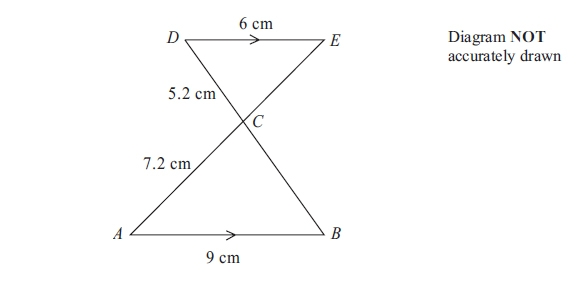 6 cm
D
E
Diagram NOT
accurately drawn
5.2 cm
C
7.2 cm
A
B
9 cm